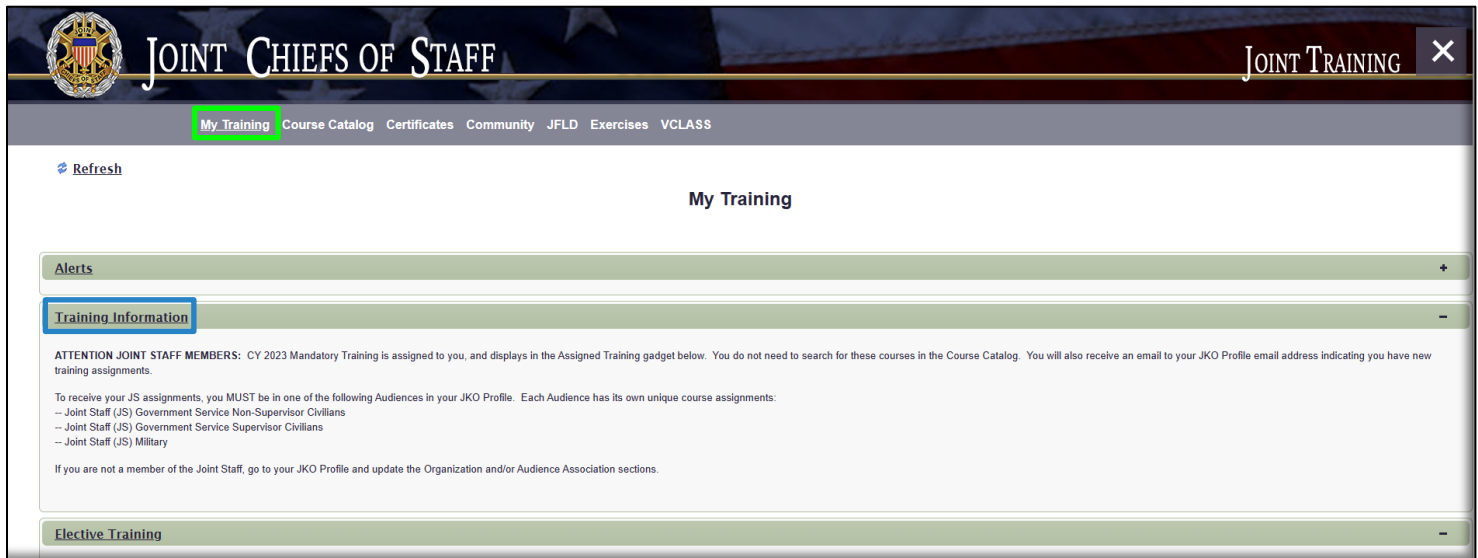 JOINT CHIEFS OF STAFF
JOINT TRAINING
My Training Course Catalog Certificates Community JFLD Exercises VCLASS
Refresh
My Training
Alerts +
Training Information -
ATTENTION JOINT STAFF MEMBERS: CY 2023 Mandatory Training is assigned to you, and displays in the Assigned Training gadget below. You do not need to search for these courses in the Course Catalog. You will also receive an email to your JKO Profile email address indicating you have new
training assignments.
To receive your JS assignments, you MUST be in one of the following Audiences in your JKO Profile. Each Audience has its own unique course assignments:
-- Joint Staff (JS) Government Service Non-Supervisor Civilians
-- Joint Staff (JS) Government Service Supervisor Civilians
-- Joint Staff (JS) Military
If you are not a member of the Joint Staff, go to your JKO Profile and update the Organization and/or Audience Association sections.
Elective Training -